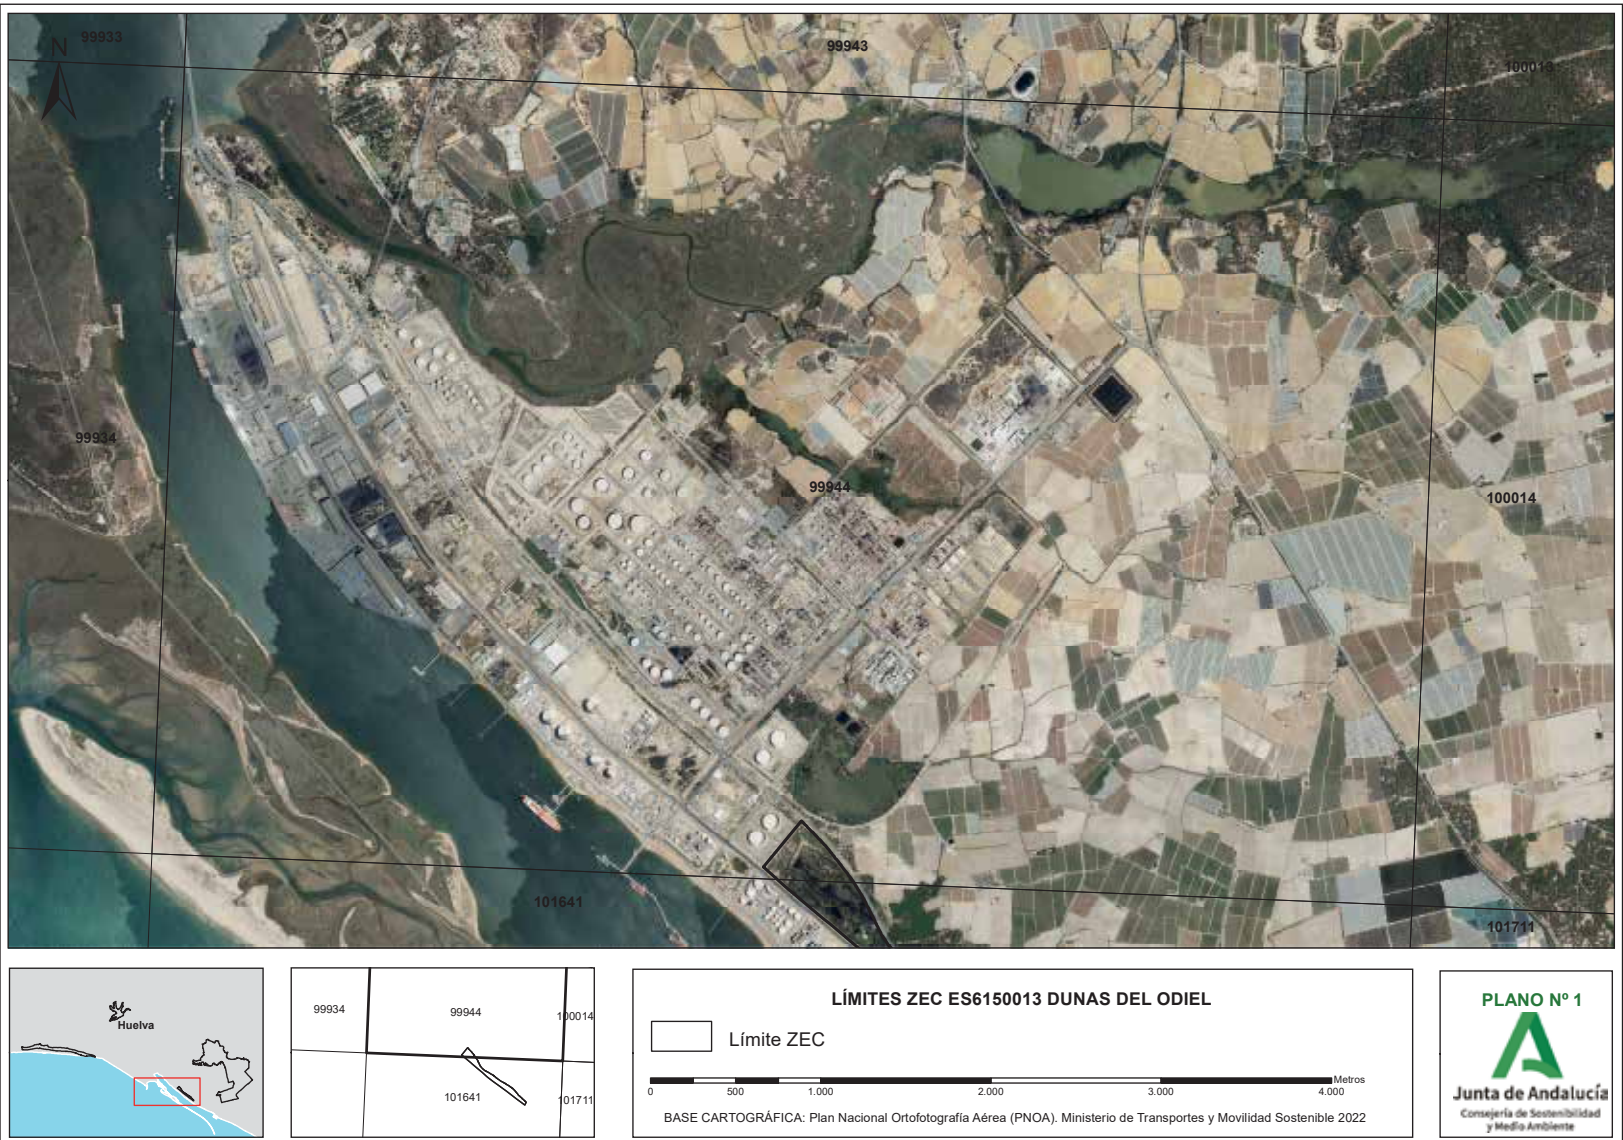 99933
N
99943
100013
99934
99944
100014
101641
101711
Huelva
99934
99944
100014
101641
101711
LÍMITES ZEC ES6150013 DUNAS DEL ODIEL
Límite ZEC
Metros
0 500 1.000 2.000 3.000 4.000
BASE CARTOGRÁFICA: Plan Nacional Ortofotografía Aérea (PNOA). Ministerio de Transportes y Movilidad Sostenible 2022
PLANO Nº 1
Junta de Andalucía
Consejería de Sostenibilidad
y Medio Ambiente